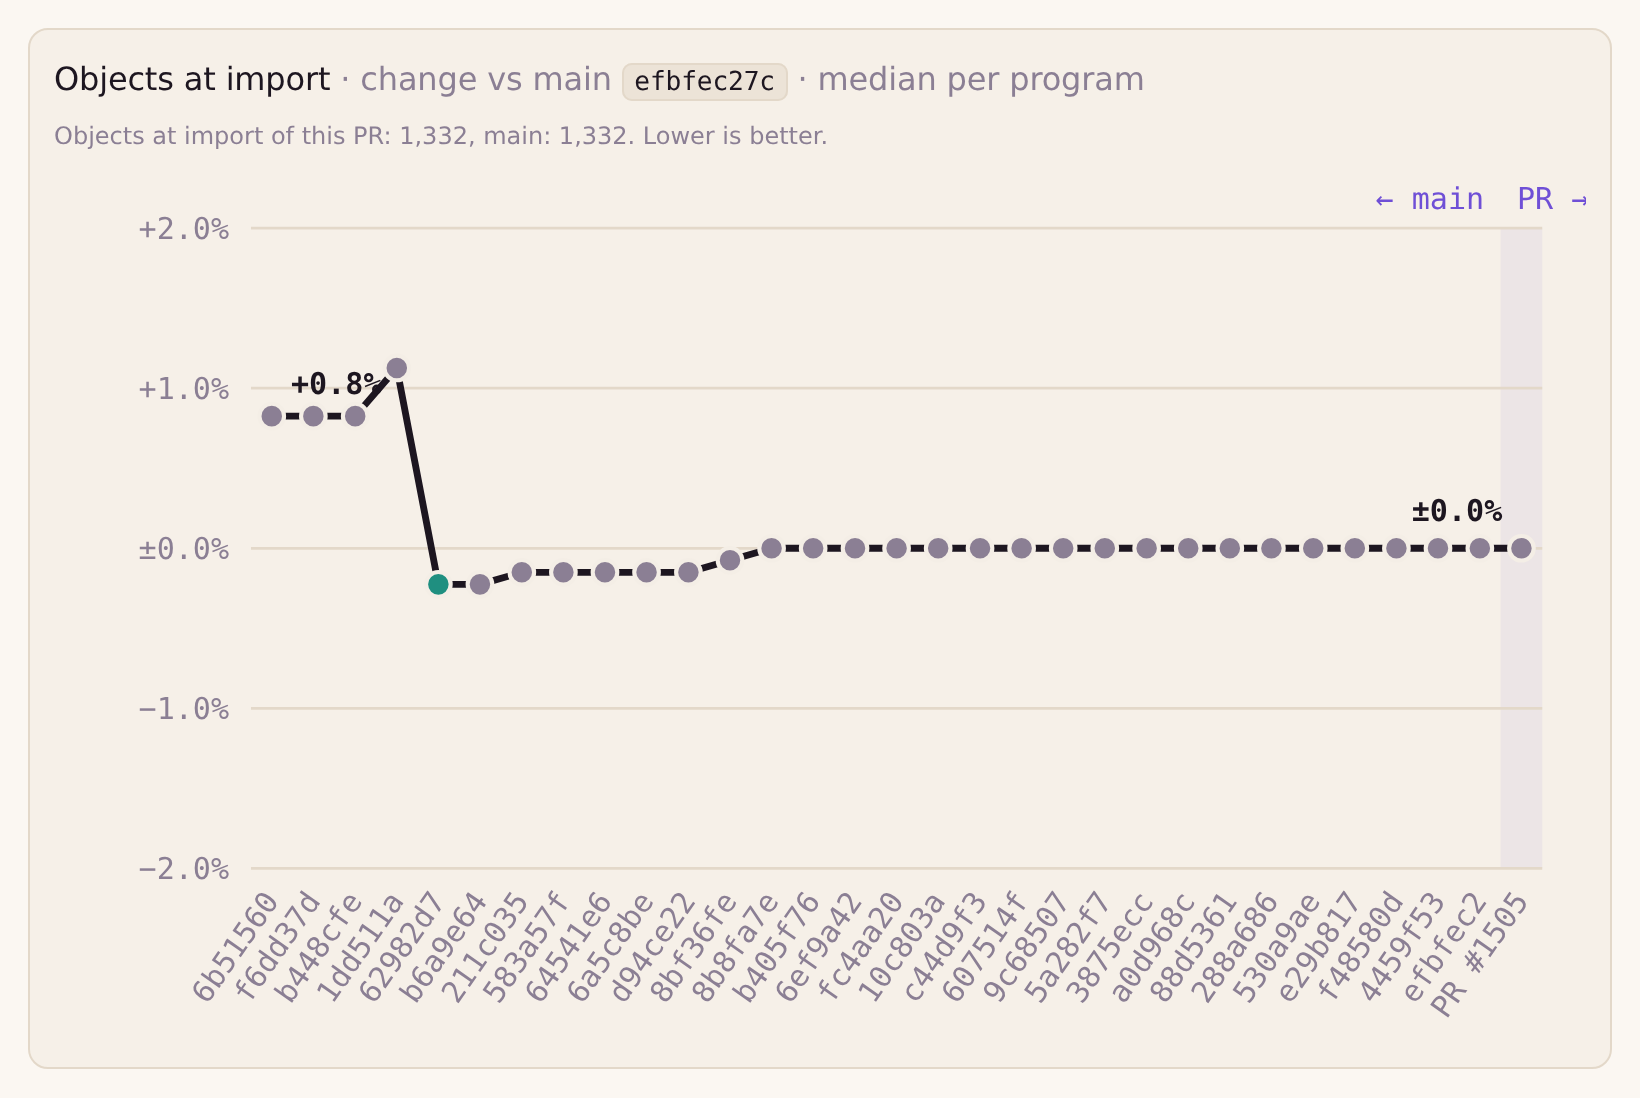 Objects at import · change vs main efbfec27c · median per program
Objects at import of this PR: 1,332, main: 1,332. Lower is better.
← main PR →
+2.0%
+1.0%
±0.0%
−1.0%
−2.0%
+0.8%
±0.0%
6b51560
f6dd37d
b448cfe
1dd511a
62982d7
b6a9e64
211c035
583a57f
64541e6
6a5c8be
d94ce22
8bf36fe
8b8fa7e
b405f76
6ef9a42
fc4aa20
10c803a
c44d9f3
607514f
9c68507
5a282f7
3875ecc
a0d968c
88d5361
288a686
530a9ae
e29b817
f48580d
4459f53
efbfec2
PR #1505